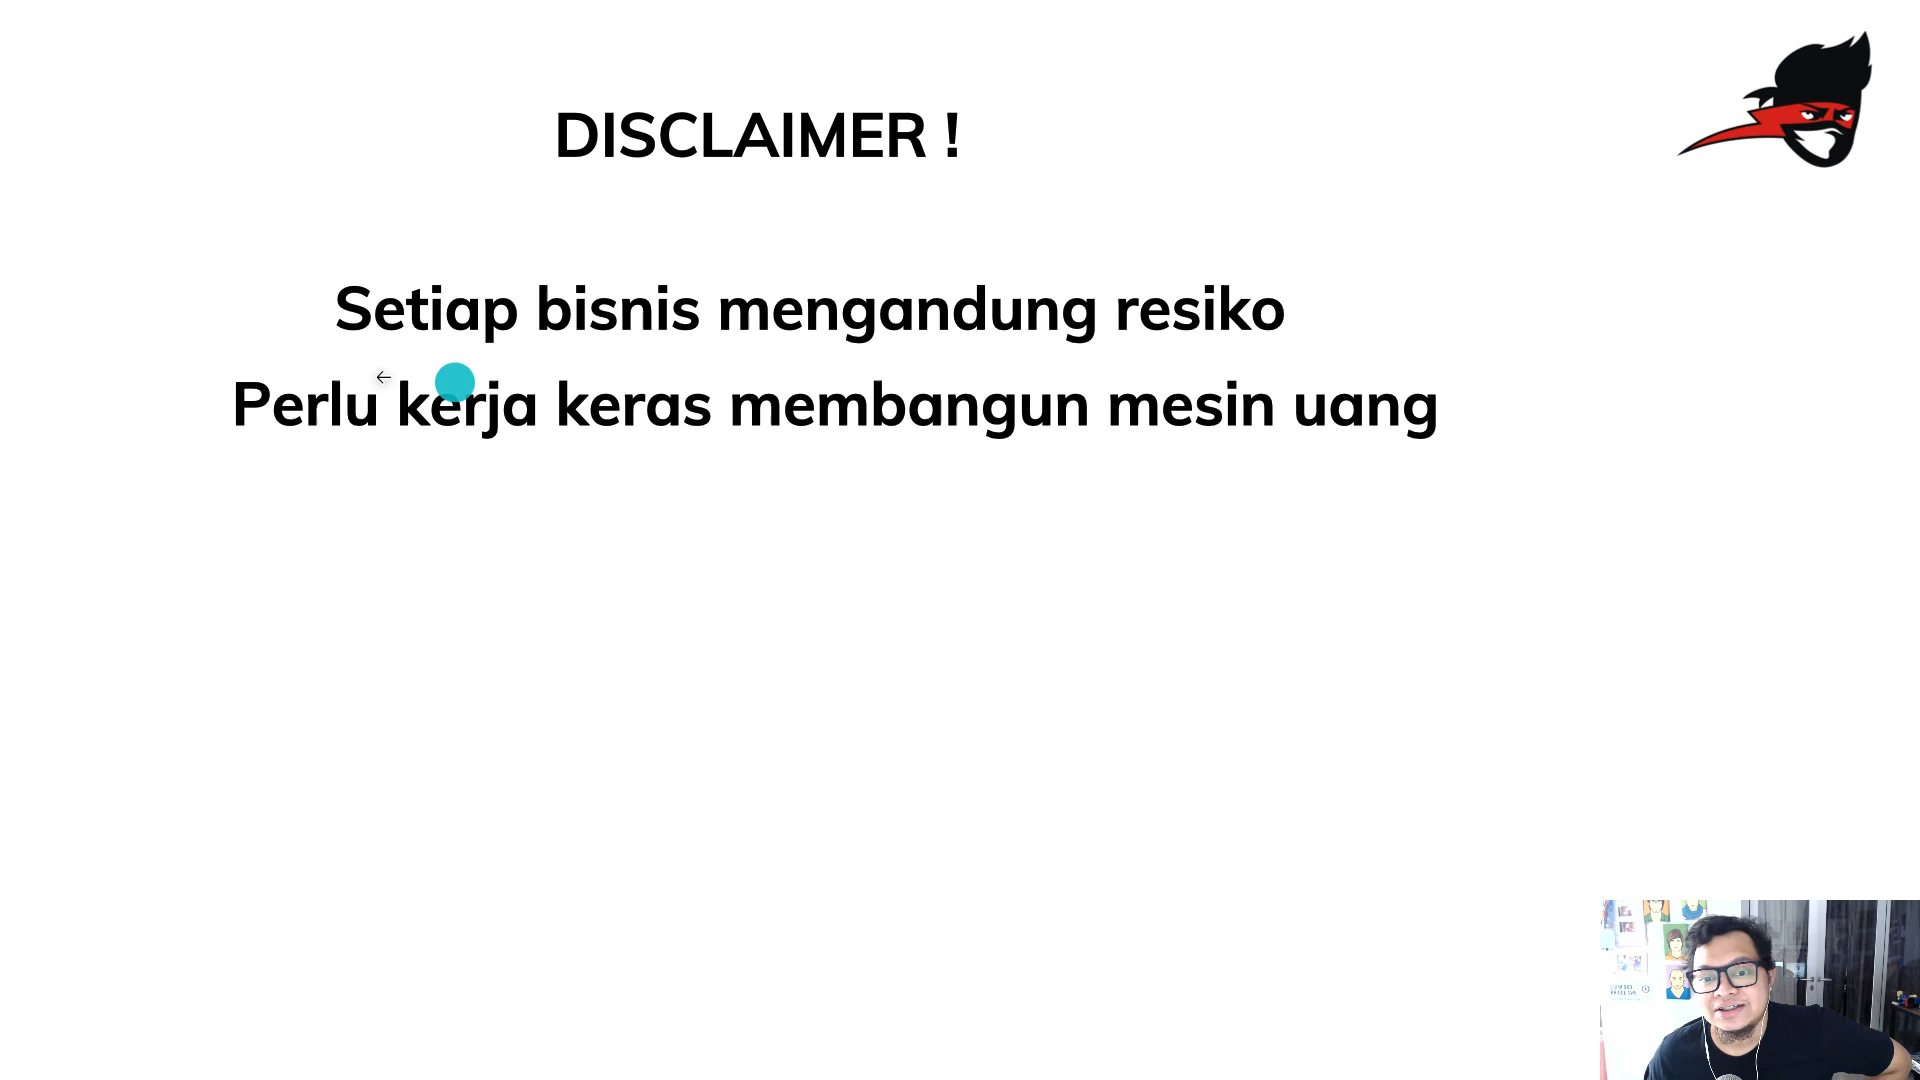 DISCLAIMER !
Setiap bisnis mengandung resiko
Perlu kerja keras membangun mesin uang